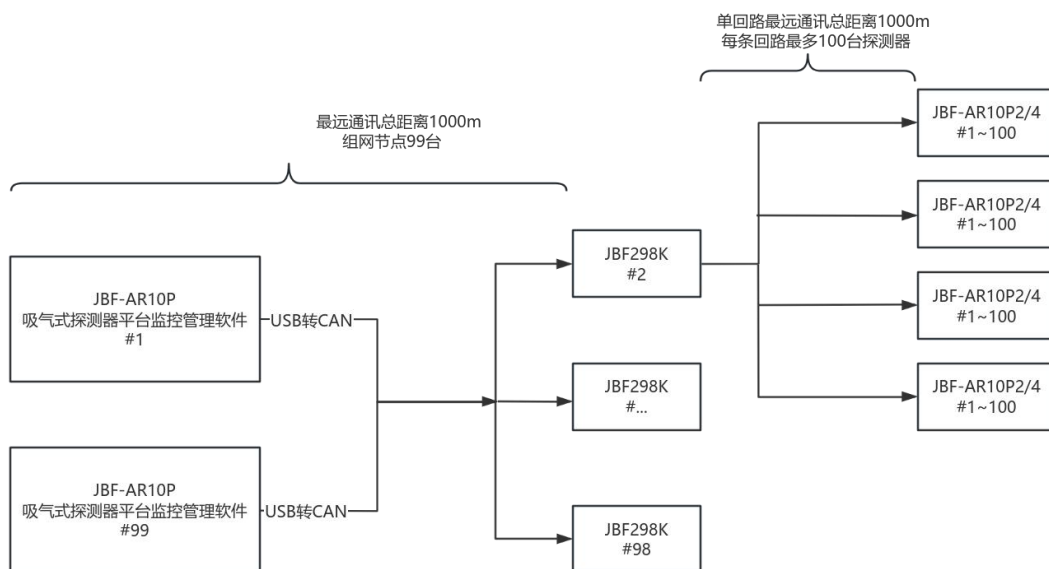 单回路最远通讯总距离1000m
每条回路最多100台探测器
最远通讯总距离1000m
组网节点99台
JBF-AR10P2/4
#1~100
JBF-AR10P2/4
#1~100
JBF-AR10P2/4
#1~100
JBF-AR10P2/4
#1~100
JBF298K
#2
JBF298K
#...
JBF298K
#98
JBF-AR10P
吸气式探测器平台监控管理软件
#1
USB转CAN
JBF-AR10P
吸气式探测器平台监控管理软件
#99
USB转CAN